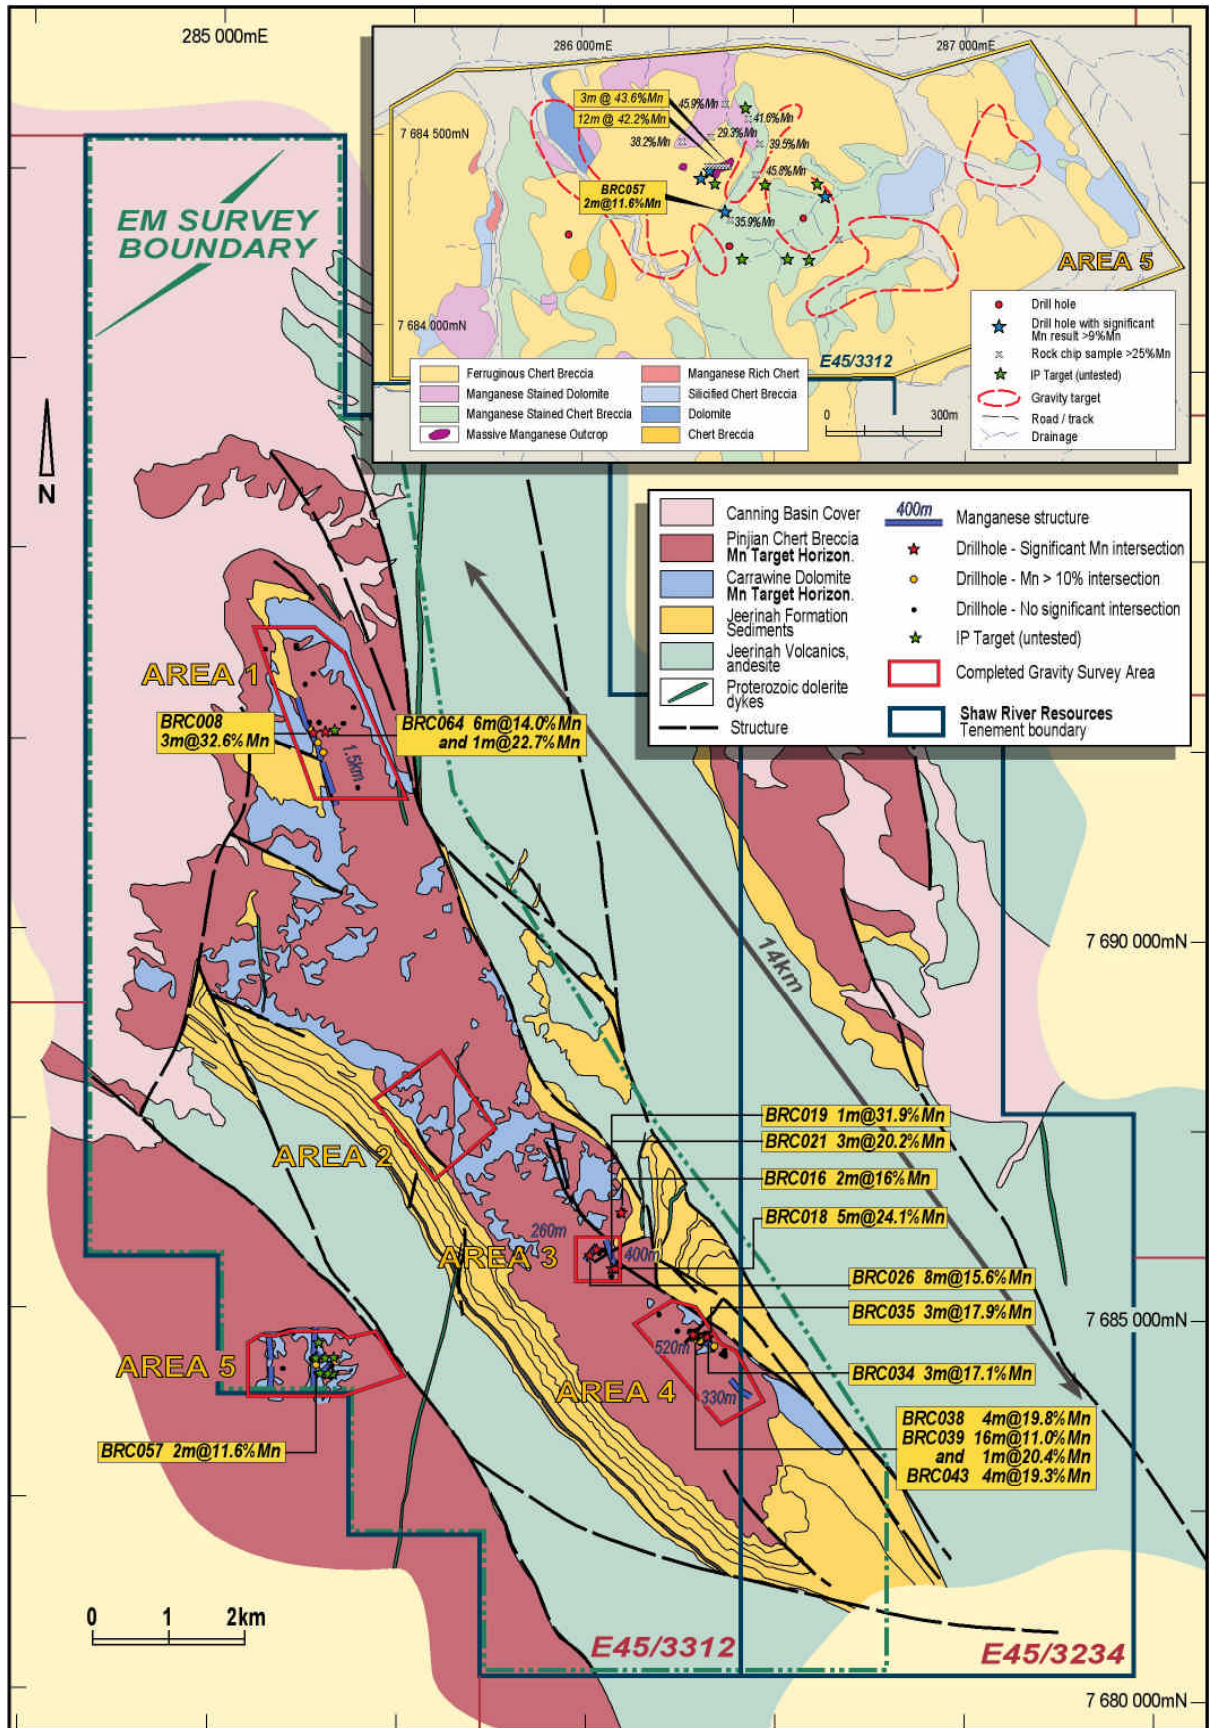 285 000mE
286 000mE
287 000mE
3m @ 43.6%Mn
12m @ 42.2%Mn
45.9%Mn
41.6%Mn
7 684 500mN
38.2%Mn
29.3%Mn
39.5%Mn
45.8%Mn
BRC057
2m@11.6%Mn
35.9%Mn
AREA 5
7 684 000mN
E45/3312
Ferruginous Chert Breccia
Manganese Stained Dolomite
Manganese Stained Chert Breccia
Massive Manganese Outcrop
Manganese Rich Chert
Silicified Chert Breccia
Dolomite
Chert Breccia
0 300m
Drill hole
Drill hole with significant
Mn result >9%Mn
Rock chip sample >25%Mn
IP Target (untested)
Gravity target
Road / track
Drainage
EM SURVEY
BOUNDARY
N
Canning Basin Cover
Pinjian Chert Breccia
Mn Target Horizon.
Carrawine Dolomite
Mn Target Horizon.
Jeerinah Formation
Sediments
Jeerinah Volcanics,
andesite
Proterozoic dolerite
dykes
Structure
400m
Manganese structure
Drillhole - Significant Mn intersection
Drillhole - Mn > 10% intersection
Drillhole - No significant intersection
IP Target (untested)
Completed Gravity Survey Area
Shaw River Resources
Tenement boundary
AREA 1
BRC008
3m@32.6%Mn
BRC064 6m@14.0%Mn
and 1m@22.7%Mn
1.5km
14km
7 690 000mN
AREA 2
BRC019 1m@31.9%Mn
BRC021 3m@20.2%Mn
BRC016 2m@16%Mn
BRC018 5m@24.1%Mn
260m
AREA 3
400m
BRC026 8m@15.6%Mn
BRC035 3m@17.9%Mn
7 685 000mN
520m
AREA 5
BRC034 3m@17.1%Mn
AREA 4
330m
BRC038 4m@19.8%Mn
BRC039 16m@11.0%Mn
and 1m@20.4%Mn
BRC043 4m@19.3%Mn
BRC057 2m@11.6%Mn
0 1 2km
E45/3312
E45/3234
7 680 000mN